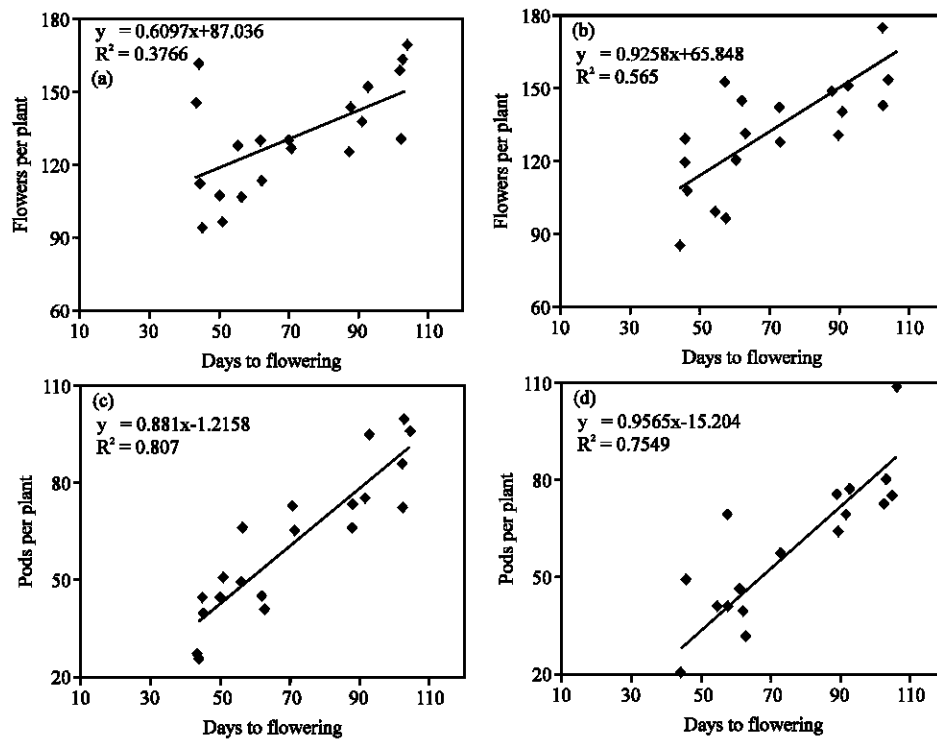 y = 0.6097x+87.036
R² = 0.3766
(a)
180
150
120
90
60
Flowers per plant
10 30 50 70 90 110
Days to flowering
(b)
y = 0.9258x+65.848
R² = 0.565
180
150
120
90
60
Flowers per plant
10 30 50 70 90 110
Days to flowering
(c)
y = 0.881x-1.2158
R² = 0.807
110
80
50
20
Pods per plant
10 30 50 70 90 110
Days to flowering
(d)
y = 0.9565x-15.204
R² = 0.7549
110
80
50
20
Pods per plant
10 30 50 70 90 110
Days to flowering